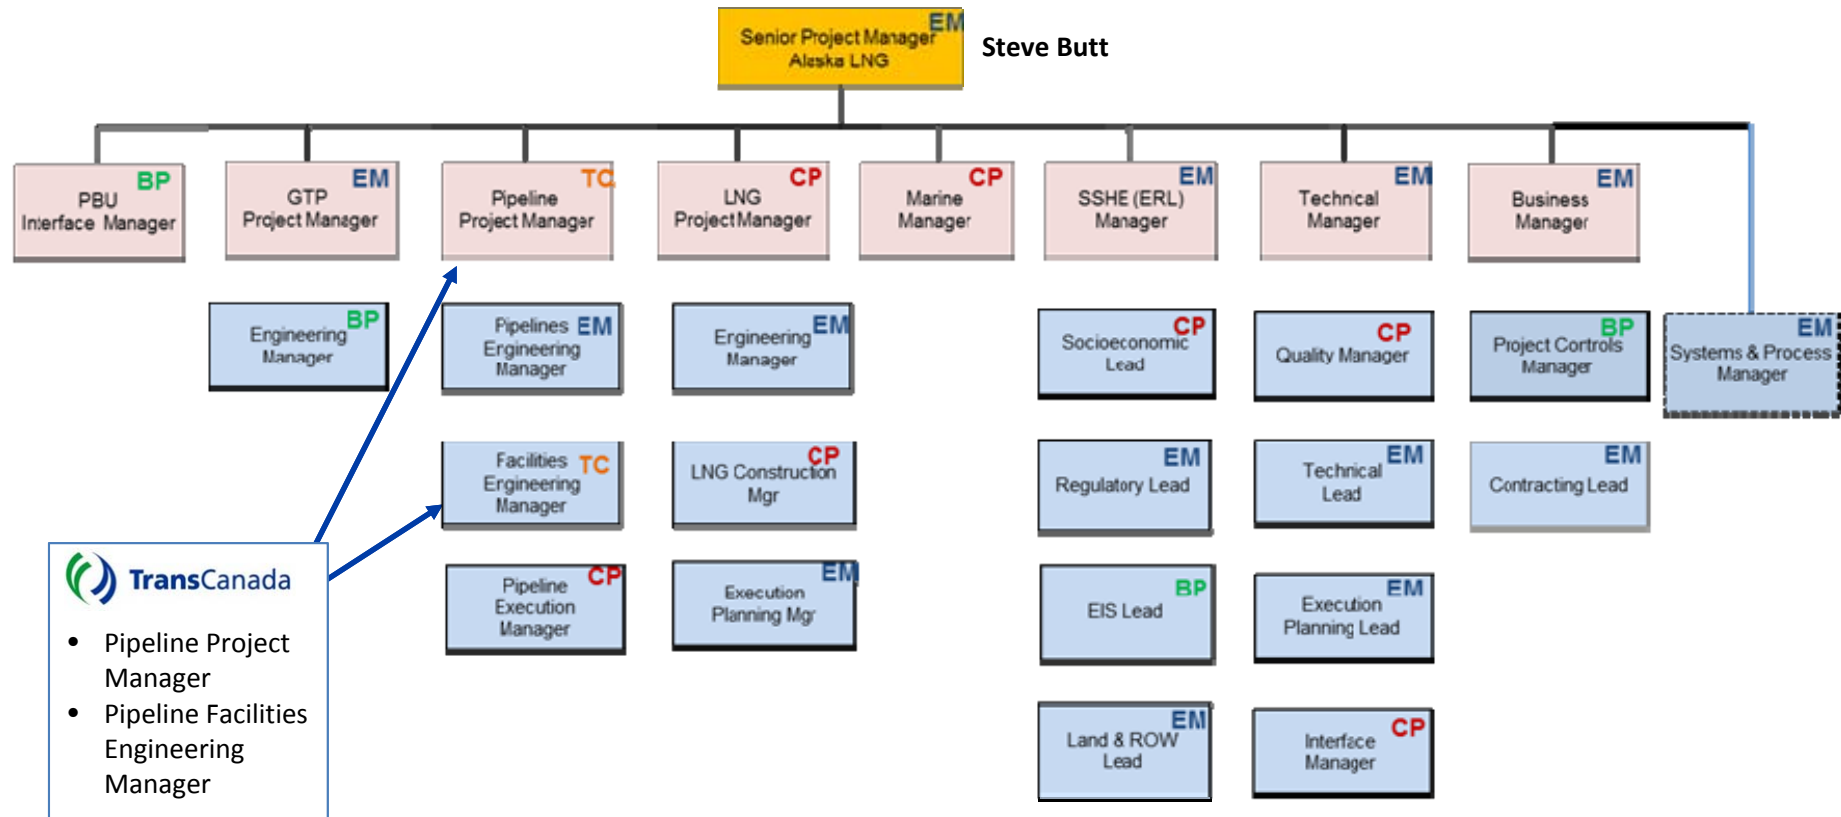 EM
Senior Project Manager
Alaska LNG
Steve Butt
BP
PBU
Interface Manager
EM
GTP
Project Manager
TC
Pipeline
Project Manager
CP
LNG
Project Manager
CP
Marine
Manager
EM
SSHE (ERL)
Manager
EM
Technical
Manager
EM
Business
Manager
BP
Engineering
Manager
Pipelines EM
Engineering
Manager
EM
Engineering
Manager
CP
Socioeconomic
Lead
CP
Quality Manager
BP
Project Controls
Manager
EM
Systems & Process
Manager
Facilities TC
Engineering
Manager
CP
LNG Construction
Mgr
EM
Regulatory Lead
EM
Technical
Lead
EM
Contracting Lead
CP
Pipeline
Execution
Manager
EM
Execution
Planning Mgr
BP
EIS Lead
EM
Execution
Planning Lead
EM
Land & ROW
Lead
CP
Interface
Manager
TransCanada
• Pipeline Project
Manager
• Pipeline Facilities
Engineering
Manager